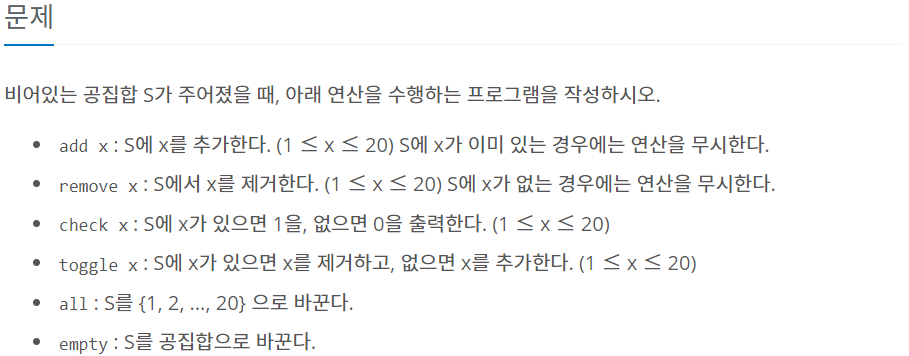 문제
비어있는 공집합 S가 주어졌을 때, 아래 연산을 수행하는 프로그램을 작성하시오.
• add x : S에 x를 추가한다. (1 ≤ x ≤ 20) S에 x가 이미 있는 경우에는 연산을 무시한다.
• remove x : S에서 x를 제거한다. (1 ≤ x ≤ 20) S에 x가 없는 경우에는 연산을 무시한다.
• check x : S에 x가 있으면 1을, 없으면 0을 출력한다. (1 ≤ x ≤ 20)
• toggle x : S에 x가 있으면 x를 제거하고, 없으면 x를 추가한다. (1 ≤ x ≤ 20)
• all : S를 {1, 2, ..., 20} 으로 바꾼다.
• empty : S를 공집합으로 바꾼다.